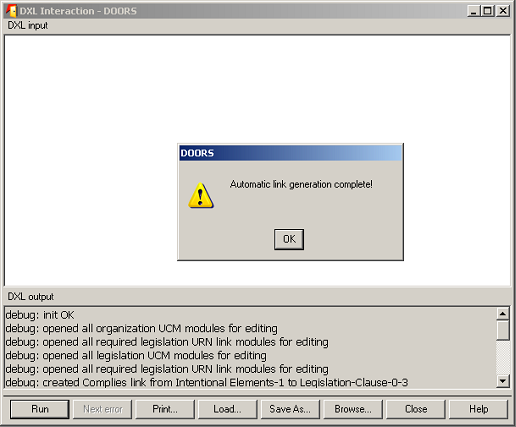 DXL Interaction - DOORS
DXL input
DOORS
Automatic link generation complete!
OK
DXL output
debug: init OK
debug: opened all organization UCM modules for editing
debug: opened all required legislation URN link modules for editing
debug: opened all legislation UCM modules for editing
debug: opened all required legislation URN link modules for editing
debug: created Complies link from Intentional Elements-1 to Legislation-Clause-0-3
Run Next error Print... Load... Save As... Browse... Close Help